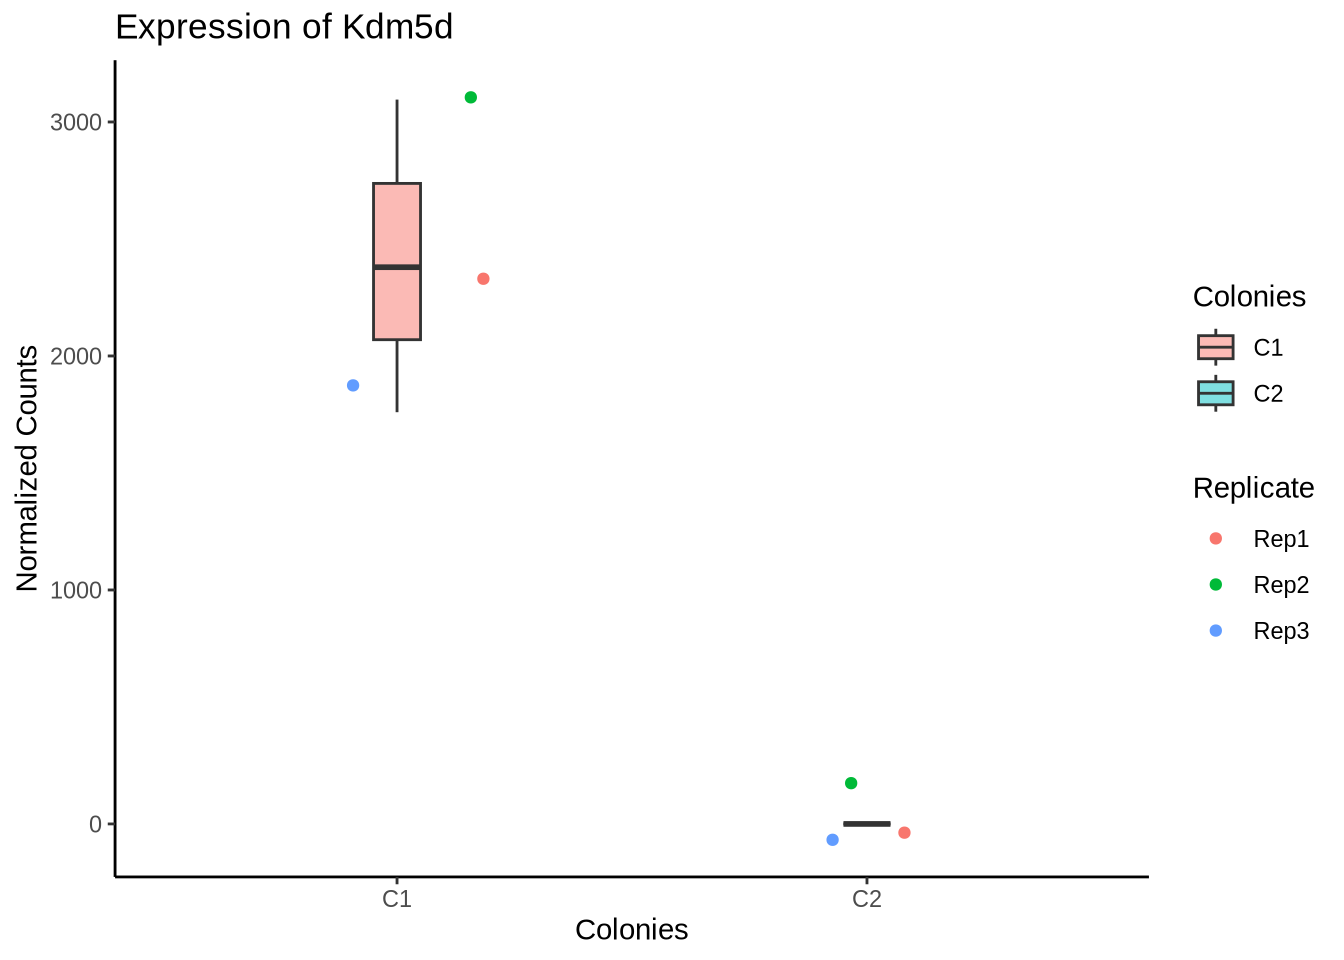 Expression of Kdm5d
Normalized Counts
3000
2000
1000
0
C1
C2
Colonies
Colonies
C1
C2
Replicate
Rep1
Rep2
Rep3